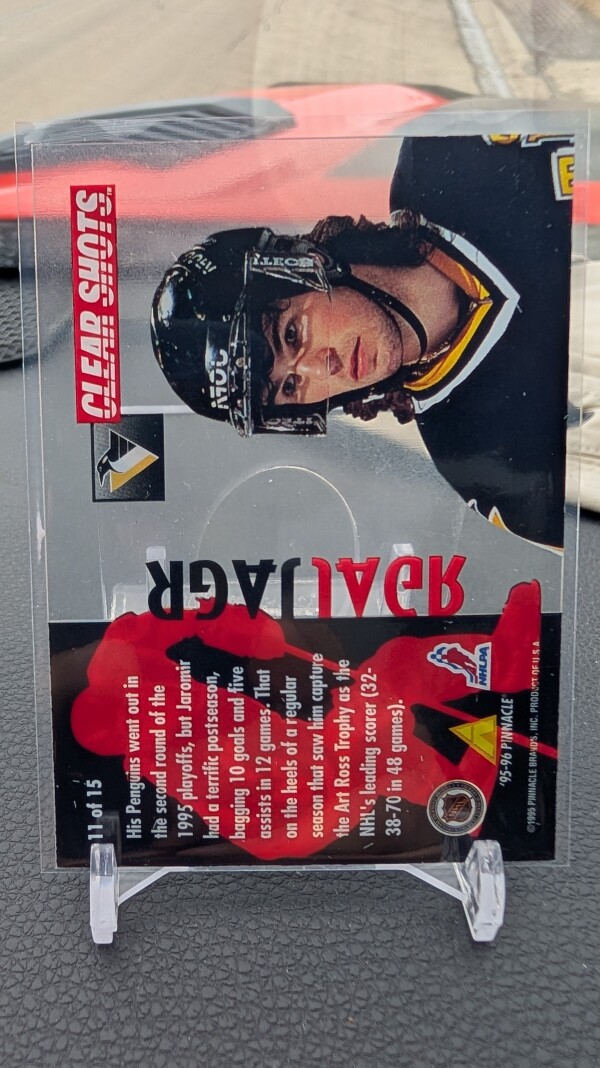 CLEAR SHOTS
JAGR
JAGR
11 of 15
His Penguins went out in
the second round of the
1995 playoffs, but Jaromir
had a terrific postseason,
bagging 10 goals and five
assists in 12 games. That
on the heels of a regular
season that saw him capture
the Art Ross Trophy as the
NHL's leading scorer (32-
38-70 in 48 games).
NHLPA
NHL
'95-96 PINNACLE
©1995 PINNACLE BRANDS, INC. PRODUCT OF U.S.A.